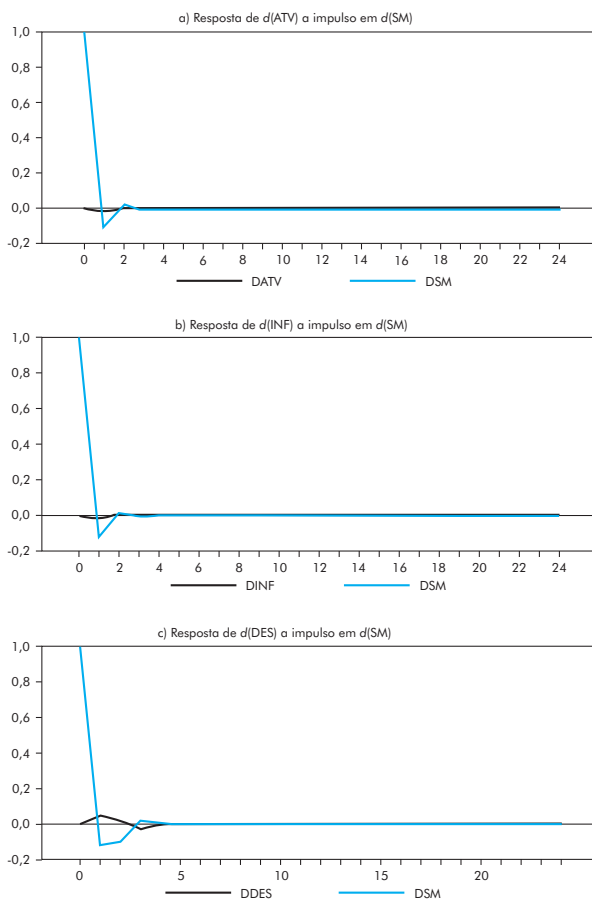 a) Resposta de d(ATV) a impulso em d(SM)
1,0
0,8
0,6
0,4
0,2
0,0
-0,2
0 2 4 6 8 10 12 14 16 18 20 22 24
DATV DSM
b) Resposta de d(INF) a impulso em d(SM)
1,0
0,8
0,6
0,4
0,2
0,0
-0,2
0 2 4 6 8 10 12 14 16 18 20 22 24
DINF DSM
c) Resposta de d(DES) a impulso em d(SM)
1,0
0,8
0,6
0,4
0,2
0,0
-0,2
0 5 10 15 20
DDES DSM